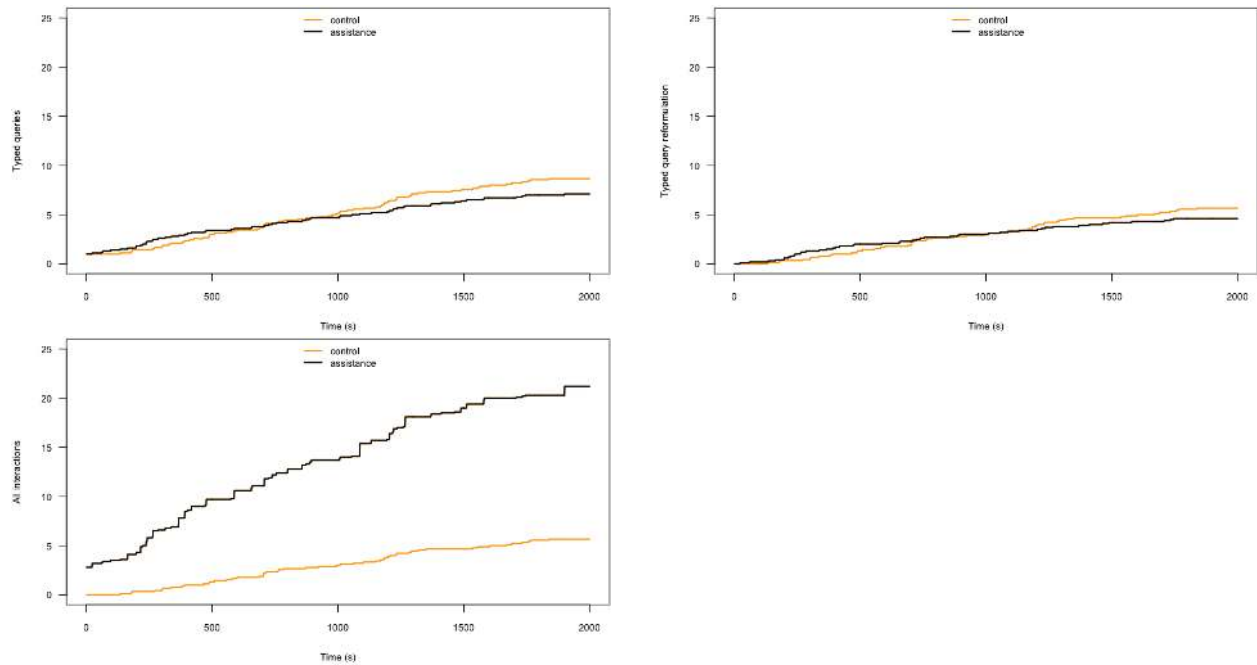 control
assistance
25
20
15
10
5
0
Typed queries
0 500 1000 1500 2000
Time (s)
control
assistance
25
20
15
10
5
0
Typed query reformulation
0 500 1000 1500 2000
Time (s)
control
assistance
25
20
15
10
5
0
All interactions
0 500 1000 1500 2000
Time (s)